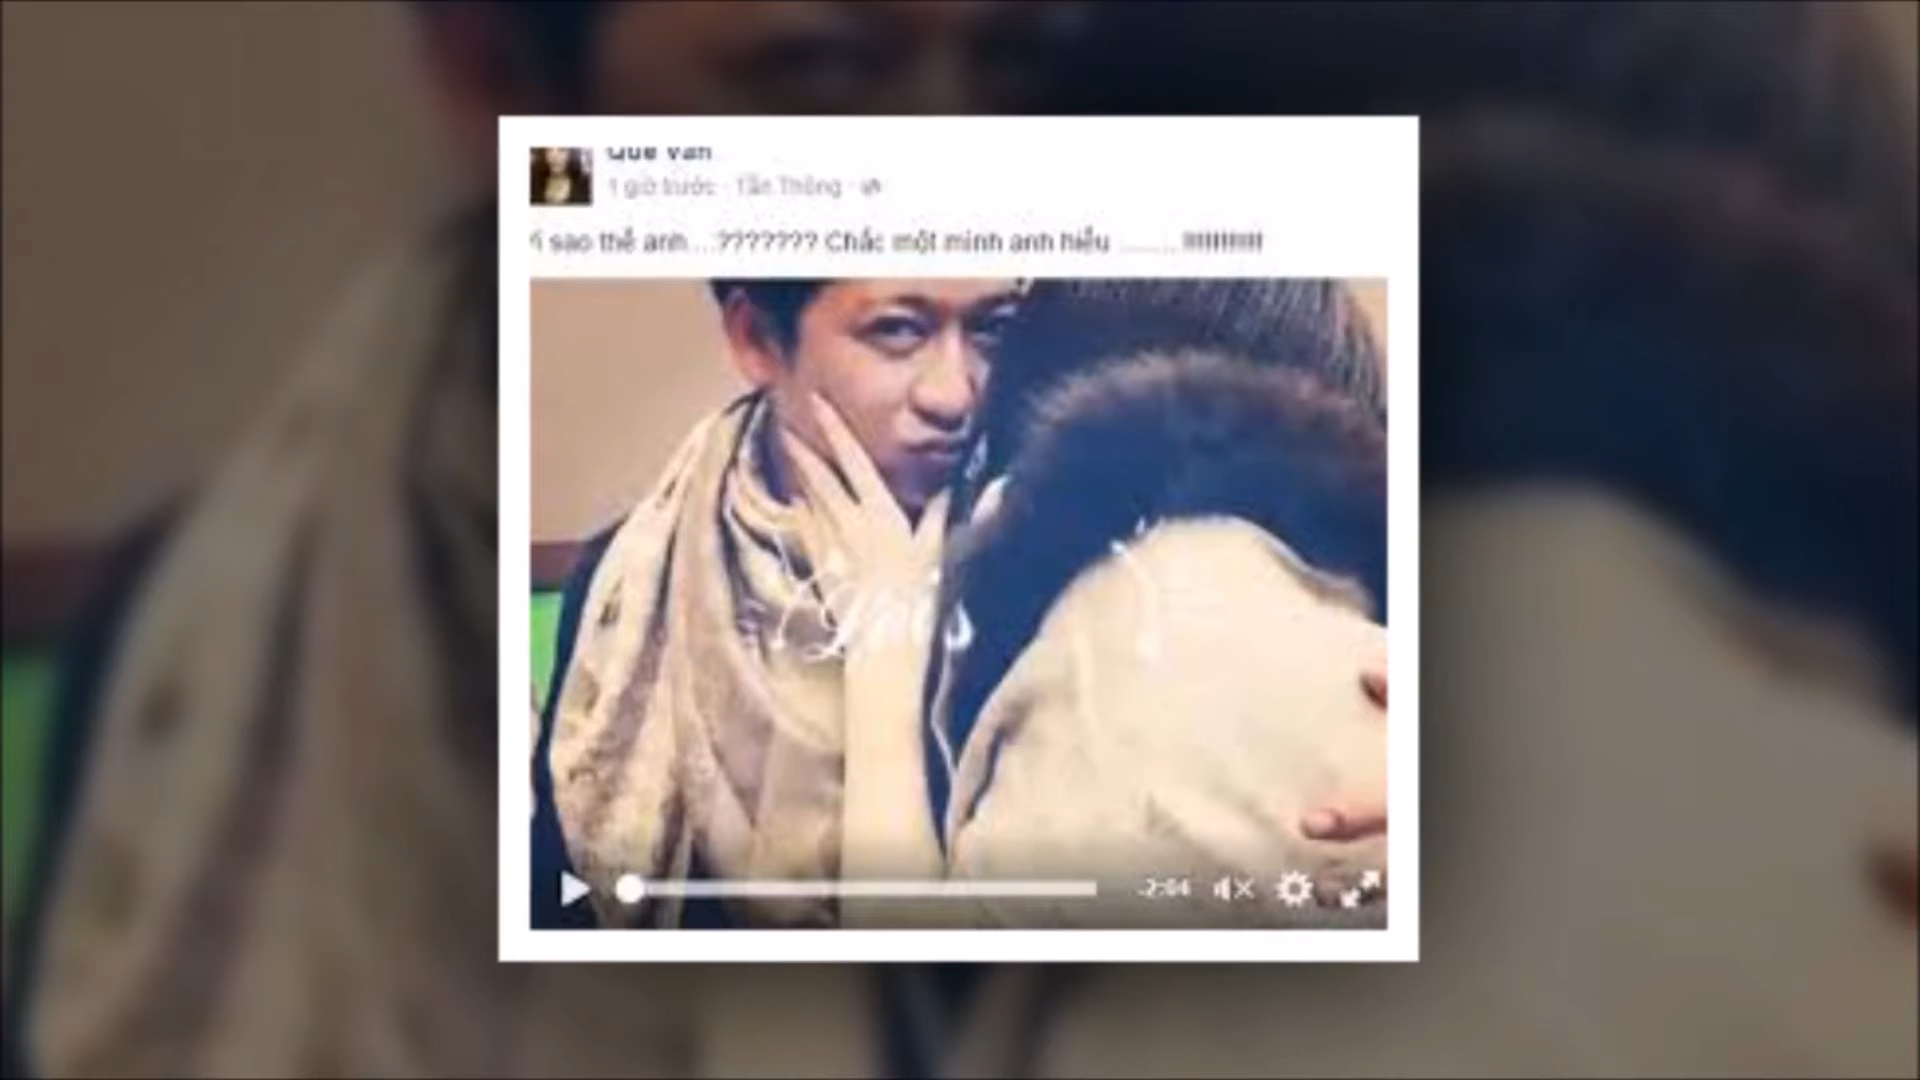 Quế Vân
1 giờ trước · Tân Thông ·
ì sao thế anh ...??????? Chắc một mình anh hiểu ......... !!!!!!!!!!!!
-2:04